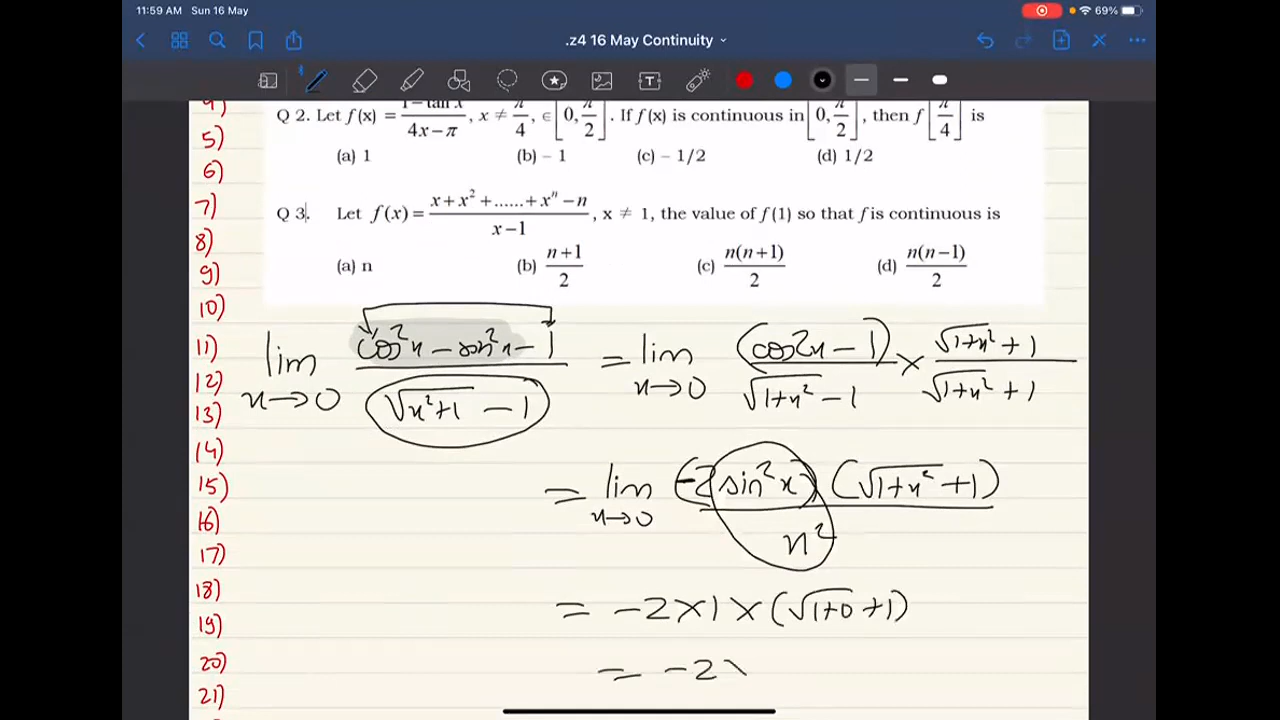 11:59 AM Sun 16 May 69%
.z4 16 May Continuity
4)
Q 2. Let f(x) = (1 − tan x)/(4x − π), x ≠ π/4, ∈ [0, π/2]. If f(x) is continuous in [0, π/2], then f[π/4] is
5)
(a) 1 (b) – 1 (c) – 1/2 (d) 1/2
6)
7)
Q 3. Let f(x) = (x + x² + ...... + xⁿ − n)/(x − 1), x ≠ 1, the value of f(1) so that f is continuous is
8)
9)
(a) n (b) (n+1)/2 (c) n(n+1)/2 (d) n(n−1)/2
10)
11)
lim x→0 (cos²x − sin²x − 1)/(√x²+1 − 1) = lim x→0 (cos2x − 1)/(√1+x² − 1) × (√1+x² + 1)/(√1+x² + 1)
12)
13)
14)
15)
= lim x→0 (−2 sin²x) (√1+x² + 1)/x²
16)
17)
18)
= −2 × 1 × (√1+0 + 1)
19)
20)
= −2 ×
21)